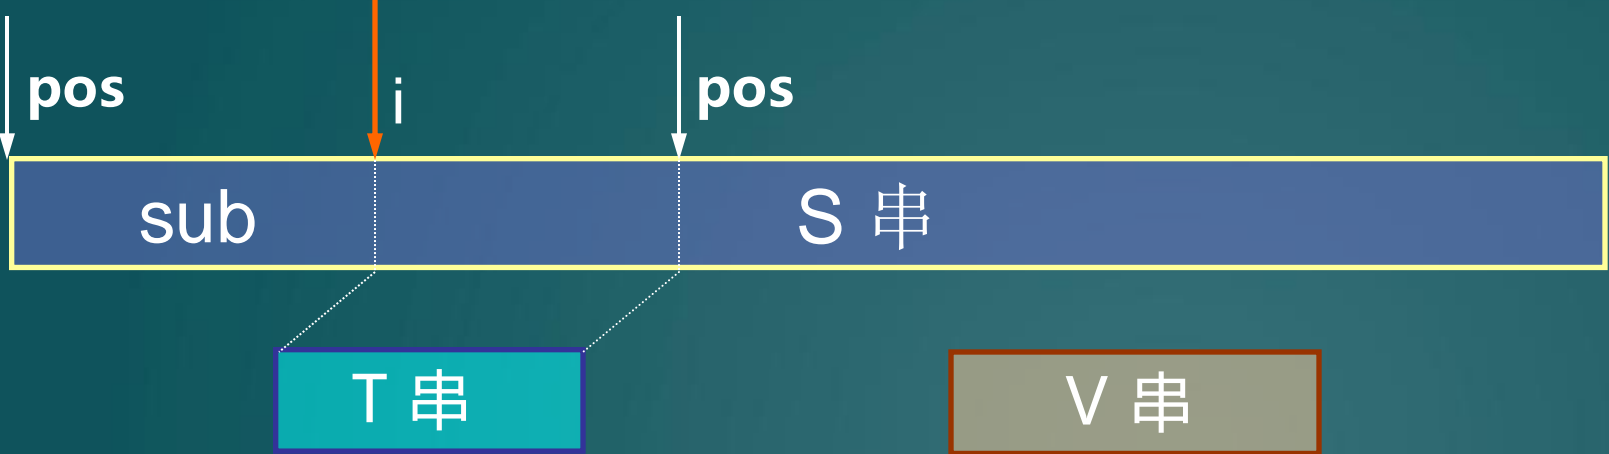 pos i pos
sub S 串
T 串 V 串